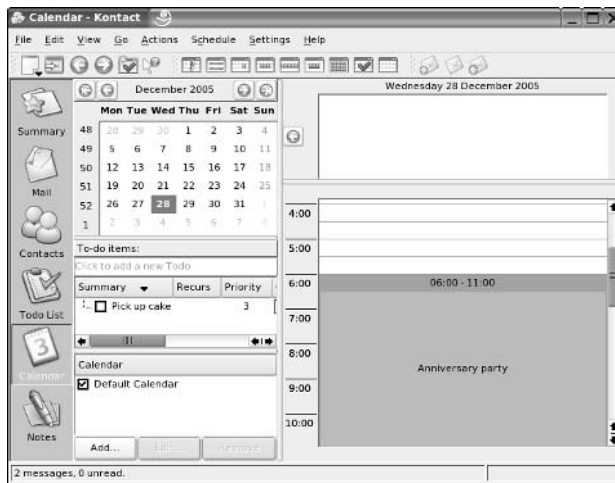 Calendar - Kontact
File Edit View Go Actions Schedule Settings Help
Summary
Mail
Contacts
Todo List
Calendar
Notes
December 2005
Mon Tue Wed Thu Fri Sat Sun
48 28 29 30 1 2 3 4
49 5 6 7 8 9 10 11
50 12 13 14 15 16 17 18
51 19 20 21 22 23 24 25
52 26 27 28 29 30 31 1
1 2 3 4 5 6 7 8
To-do items:
Click to add a new Todo
Summary Recurs Priority
Pick up cake 3
Calendar
Default Calendar
Add... Edit... Remove
Wednesday 28 December 2005
4:00
5:00
6:00 06:00 - 11:00
7:00
8:00
Anniversary party
9:00
10:00
2 messages, 0 unread.